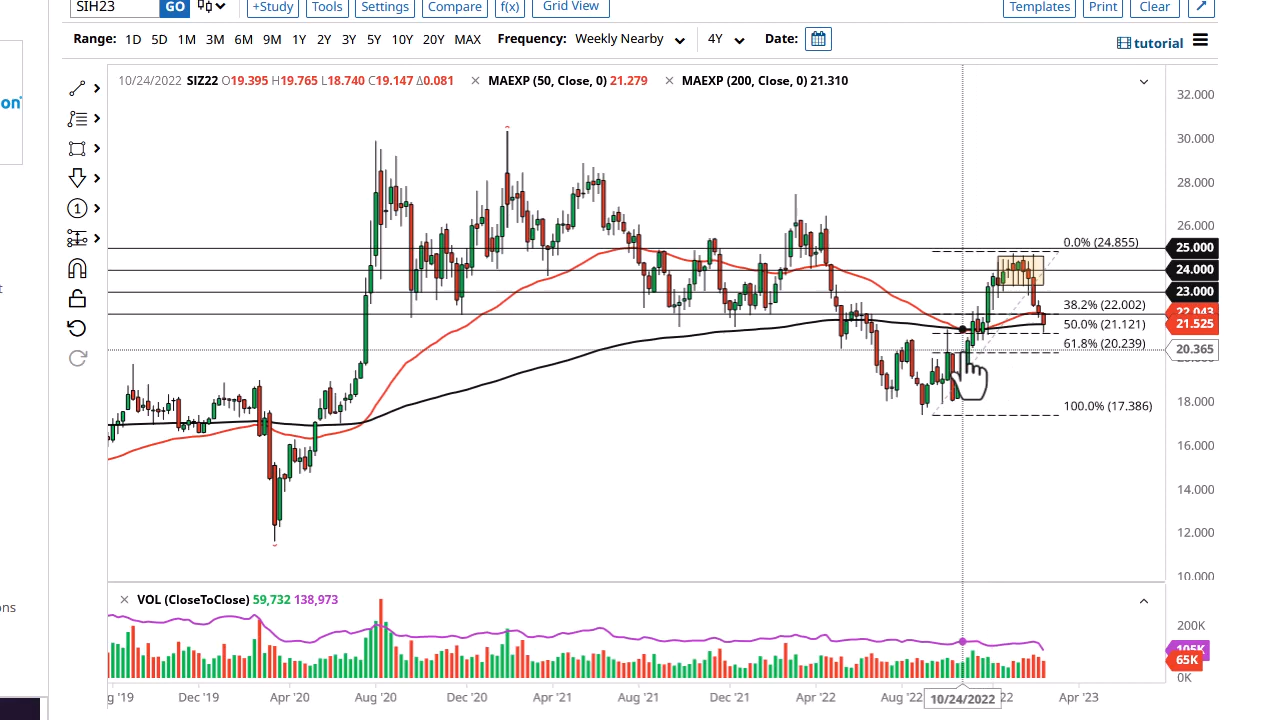 SIH23 GO +Study Tools Settings Compare f(x) Grid View Templates Print Clear
Range: 1D 5D 1M 3M 6M 9M 1Y 2Y 3Y 5Y 10Y 20Y MAX Frequency: Weekly Nearby 4Y Date: tutorial
10/24/2022 SIZ22 O19.395 H19.765 L18.740 C19.147 Δ0.081 MAEXP (50, Close, 0) 21.279 MAEXP (200, Close, 0) 21.310
32.000
on
30.000
28.000
1
26.000
0.0% (24.855)
25.000
24.000
23.000
t
38.2% (22.002)
22.043
50.0% (21.121)
21.525
61.8% (20.239)
20.365
100.0% (17.386)
18.000
16.000
14.000
12.000
10.000
VOL (CloseToClose) 59,732 138,973
ons
200K
105K
65K
0K
g '19 Dec '19 Apr '20 Aug '20 Dec '20 Apr '21 Aug '21 Dec '21 Apr '22 Aug '22 10/24/2022 22 Apr '23